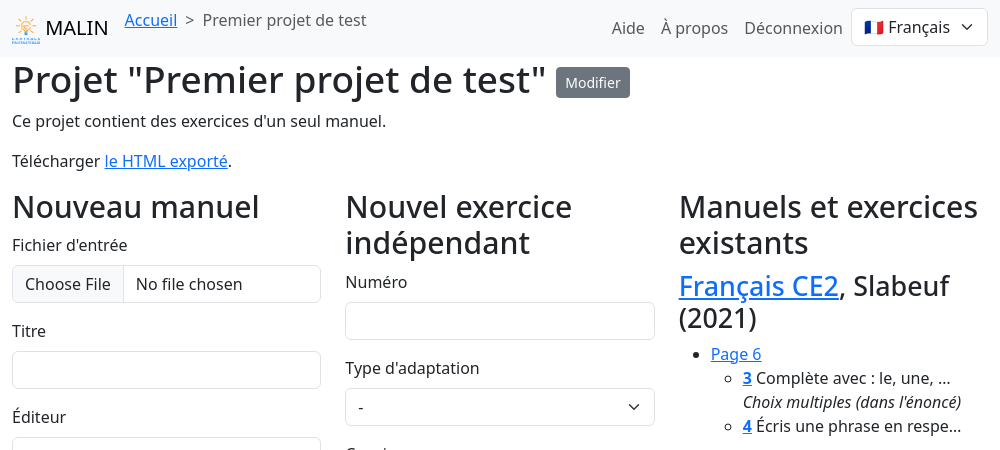 MALIN
Accueil > Premier projet de test
Aide À propos Déconnexion 🇫🇷 Français
Projet "Premier projet de test" Modifier
Ce projet contient des exercices d'un seul manuel.
Télécharger le HTML exporté.
Nouveau manuel
Fichier d'entrée
Choose File No file chosen
Titre
Éditeur
Nouvel exercice
indépendant
Numéro
Type d'adaptation
-
Manuels et exercices
existants
Français CE2, Slabeuf
(2021)
Page 6
3 Complète avec : le, une, ...
Choix multiples (dans l'énoncé)
4 Écris une phrase en respe...